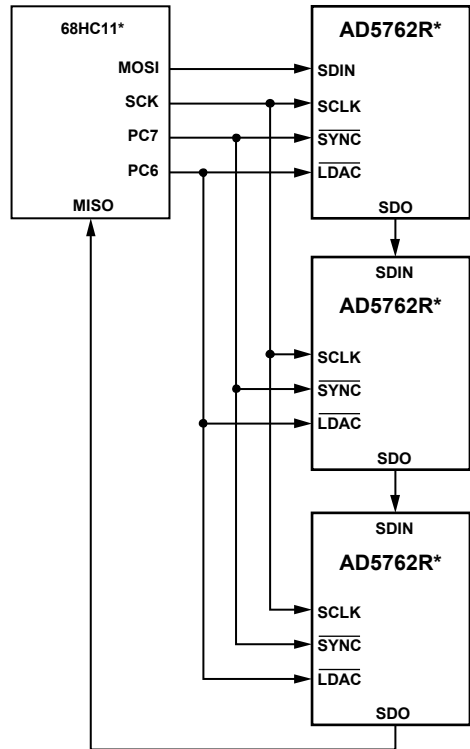 68HC11*
MOSI
SCK
PC7
PC6
MISO
AD5762R*
SDIN
SCLK
SYNC
LDAC
SDO
SDIN
AD5762R*
SCLK
SYNC
LDAC
SDO
SDIN
AD5762R*
SCLK
SYNC
LDAC
SDO